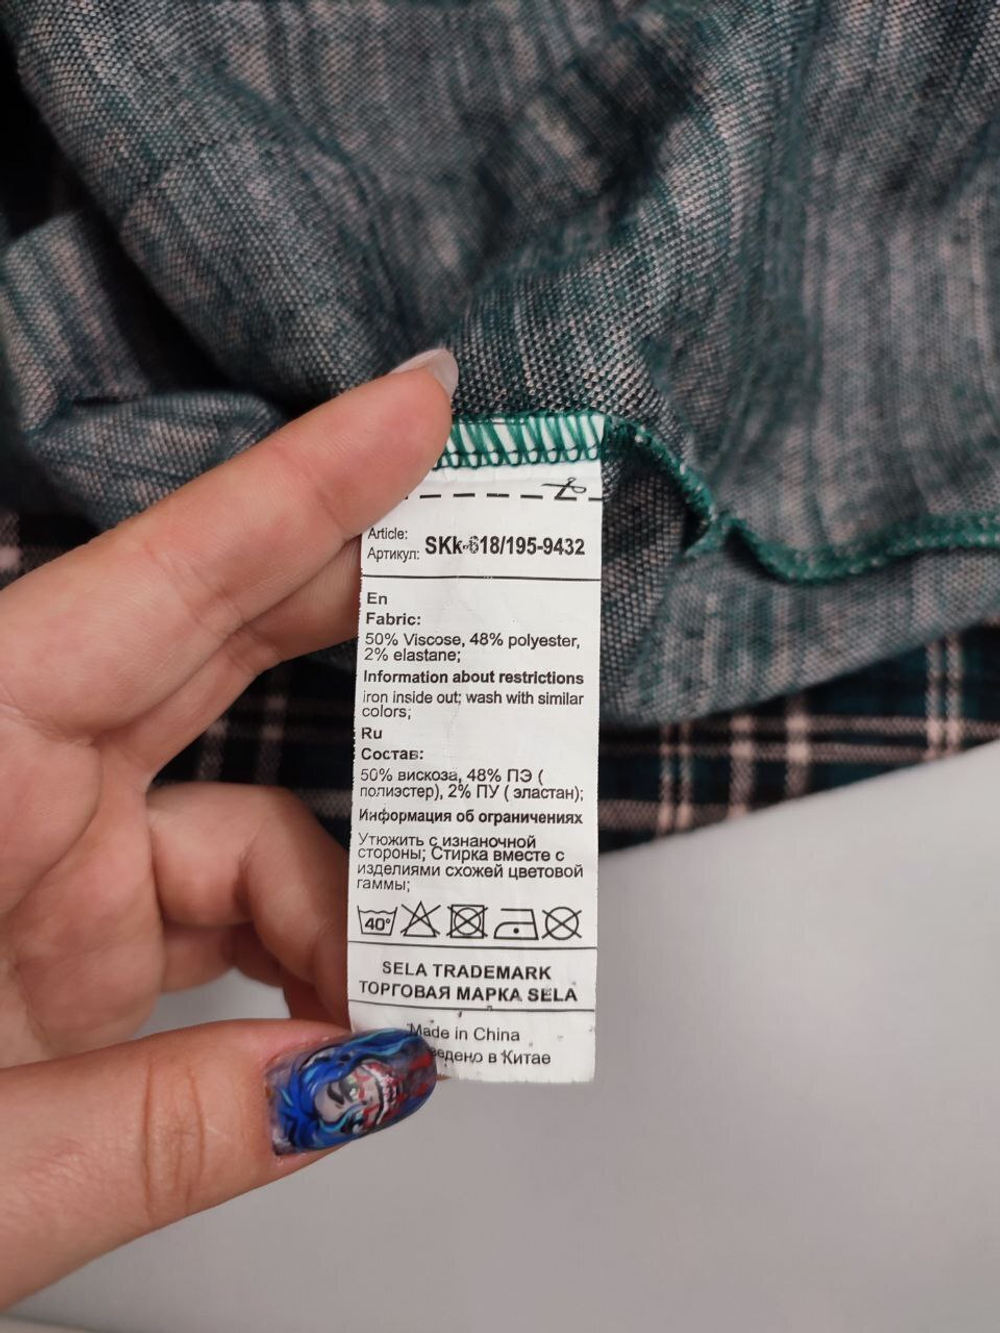 Article:
Артикул: SKk-618/195-9432
En
Fabric:
50% Viscose, 48% polyester,
2% elastane;
Information about restrictions
iron inside out; wash with similar
colors;
Ru
Состав:
50% вискоза, 48% ПЭ (
полиэстер), 2% ПУ ( эластан);
Информация об ограничениях
Утюжить с изнаночной
стороны; Стирка вместе с
изделиями схожей цветовой
гаммы;
40°
SELA TRADEMARK
ТОРГОВАЯ МАРКА SELA
Made in China
в Китае